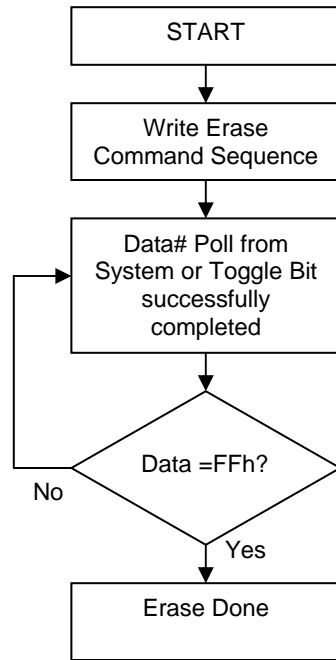 START
Write Erase
Command Sequence
Data# Poll from
System or Toggle Bit
successfully
completed
Data =FFh?
No
Yes
Erase Done